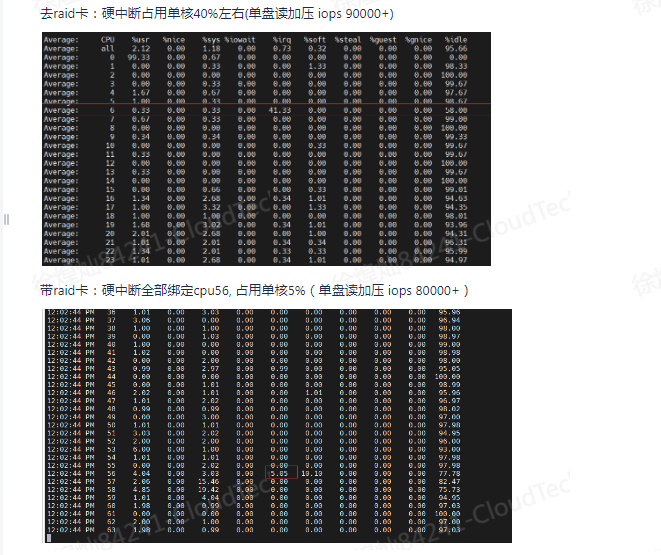 去raid卡：硬中断占用单核40%左右(单盘读加压 iops 90000+)
Average: CPU %usr %nice %sys %iowait %irq %soft %steal %guest %gnice %idle
Average: all 2.12 0.00 1.18 0.00 0.73 0.32 0.00 0.00 0.00 95.66
Average: 0 99.33 0.00 0.67 0.00 0.00 0.00 0.00 0.00 0.00 0.00
Average: 1 0.00 0.00 0.33 0.00 0.00 1.33 0.00 0.00 0.00 98.33
Average: 2 0.00 0.00 0.00 0.00 0.00 0.00 0.00 0.00 0.00 100.00
Average: 3 0.00 0.00 0.33 0.00 0.00 0.00 0.00 0.00 0.00 99.67
Average: 4 1.67 0.00 0.67 0.00 0.00 0.00 0.00 0.00 0.00 97.67
Average: 5 1.00 0.00 0.33 0.00 0.00 0.00 0.00 0.00 0.00 98.67
Average: 6 0.33 0.00 0.33 0.00 41.33 0.00 0.00 0.00 0.00 58.00
Average: 7 0.67 0.00 0.33 0.00 0.00 0.00 0.00 0.00 0.00 99.00
Average: 8 0.00 0.00 0.00 0.00 0.00 0.00 0.00 0.00 0.00 100.00
Average: 9 0.34 0.00 0.34 0.00 0.00 0.00 0.00 0.00 0.00 99.33
Average: 10 0.00 0.00 0.00 0.00 0.00 0.33 0.00 0.00 0.00 99.67
Average: 11 0.33 0.00 0.00 0.00 0.00 0.00 0.00 0.00 0.00 99.67
Average: 12 0.00 0.00 0.00 0.00 0.00 0.00 0.00 0.00 0.00 100.00
Average: 13 0.33 0.00 0.00 0.00 0.00 0.00 0.00 0.00 0.00 99.67
Average: 14 0.00 0.00 0.00 0.00 0.00 0.00 0.00 0.00 0.00 100.00
Average: 15 0.00 0.00 0.66 0.00 0.00 0.33 0.00 0.00 0.00 99.01
Average: 16 1.34 0.00 2.68 0.00 0.34 1.01 0.00 0.00 0.00 94.63
Average: 17 1.00 0.00 3.32 0.00 0.00 1.33 0.00 0.00 0.00 94.35
Average: 18 1.00 0.00 1.00 0.00 0.00 0.00 0.00 0.00 0.00 98.01
Average: 19 1.68 0.00 3.02 0.00 0.34 1.01 0.00 0.00 0.00 93.96
Average: 20 2.01 0.00 2.68 0.00 0.00 1.00 0.00 0.00 0.00 94.31
Average: 21 1.01 0.00 2.01 0.00 0.34 0.34 0.00 0.00 0.00 96.31
Average: 22 1.34 0.00 2.01 0.00 0.33 0.33 0.00 0.00 0.00 95.99
Average: 23 1.01 0.00 2.68 0.00 0.34 1.01 0.00 0.00 0.00 94.97
带raid卡：硬中断全部绑定cpu56, 占用单核5%（单盘读加压 iops 80000+）
12:02:44 PM 36 1.01 0.00 3.03 0.00 0.00 0.00 0.00 0.00 0.00 95.96
12:02:44 PM 37 3.06 0.00 0.00 0.00 0.00 0.00 0.00 0.00 0.00 96.94
12:02:44 PM 38 1.00 0.00 1.00 0.00 0.00 0.00 0.00 0.00 0.00 98.00
12:02:44 PM 39 0.00 0.00 1.03 0.00 0.00 0.00 0.00 0.00 0.00 98.97
12:02:44 PM 40 1.00 0.00 0.00 0.00 0.00 0.00 0.00 0.00 0.00 99.00
12:02:44 PM 41 1.02 0.00 0.00 0.00 0.00 0.00 0.00 0.00 0.00 98.98
12:02:44 PM 42 0.00 0.00 2.00 0.00 0.00 0.00 0.00 0.00 0.00 98.00
12:02:44 PM 43 0.99 0.00 2.97 0.00 0.99 0.00 0.00 0.00 0.00 95.05
12:02:44 PM 44 0.00 0.00 0.00 0.00 0.00 0.00 0.00 0.00 0.00 100.00
12:02:44 PM 45 0.00 0.00 1.01 0.00 0.00 0.00 0.00 0.00 0.00 98.99
12:02:44 PM 46 2.02 0.00 1.01 0.00 0.00 1.01 0.00 0.00 0.00 95.96
12:02:44 PM 47 1.01 0.00 2.02 0.00 0.00 0.00 0.00 0.00 0.00 96.97
12:02:44 PM 48 0.99 0.00 0.99 0.00 0.00 0.00 0.00 0.00 0.00 98.02
12:02:44 PM 49 0.00 0.00 3.00 0.00 0.00 0.00 0.00 0.00 0.00 97.00
12:02:44 PM 50 1.01 0.00 1.01 0.00 0.00 0.00 0.00 0.00 0.00 97.98
12:02:44 PM 51 3.03 0.00 2.02 0.00 0.00 0.00 0.00 0.00 0.00 94.95
12:02:44 PM 52 2.00 0.00 2.00 0.00 0.00 0.00 0.00 0.00 0.00 96.00
12:02:44 PM 53 6.00 0.00 1.00 0.00 0.00 0.00 0.00 0.00 0.00 93.00
12:02:44 PM 54 1.01 0.00 1.01 0.00 0.00 0.00 0.00 0.00 0.00 97.98
12:02:44 PM 55 0.00 0.00 2.02 0.00 0.00 0.00 0.00 0.00 0.00 97.98
12:02:44 PM 56 4.04 0.00 3.03 0.00 5.05 10.10 0.00 0.00 0.00 77.78
12:02:44 PM 57 2.06 0.00 15.46 0.00 0.00 0.00 0.00 0.00 0.00 82.47
12:02:44 PM 58 4.85 0.00 19.42 0.00 0.00 0.00 0.00 0.00 0.00 75.73
12:02:44 PM 59 1.01 0.00 4.04 0.00 0.00 0.00 0.00 0.00 0.00 94.95
12:02:44 PM 60 1.98 0.00 0.99 0.00 0.00 0.00 0.00 0.00 0.00 97.03
12:02:44 PM 61 0.00 0.00 0.00 0.00 0.00 0.00 0.00 0.00 0.00 100.00
12:02:44 PM 62 2.00 0.00 1.00 0.00 0.00 0.00 0.00 0.00 0.00 97.00
12:02:44 PM 63 1.98 0.00 0.99 0.00 0.00 0.00 0.00 0.00 0.00 97.03